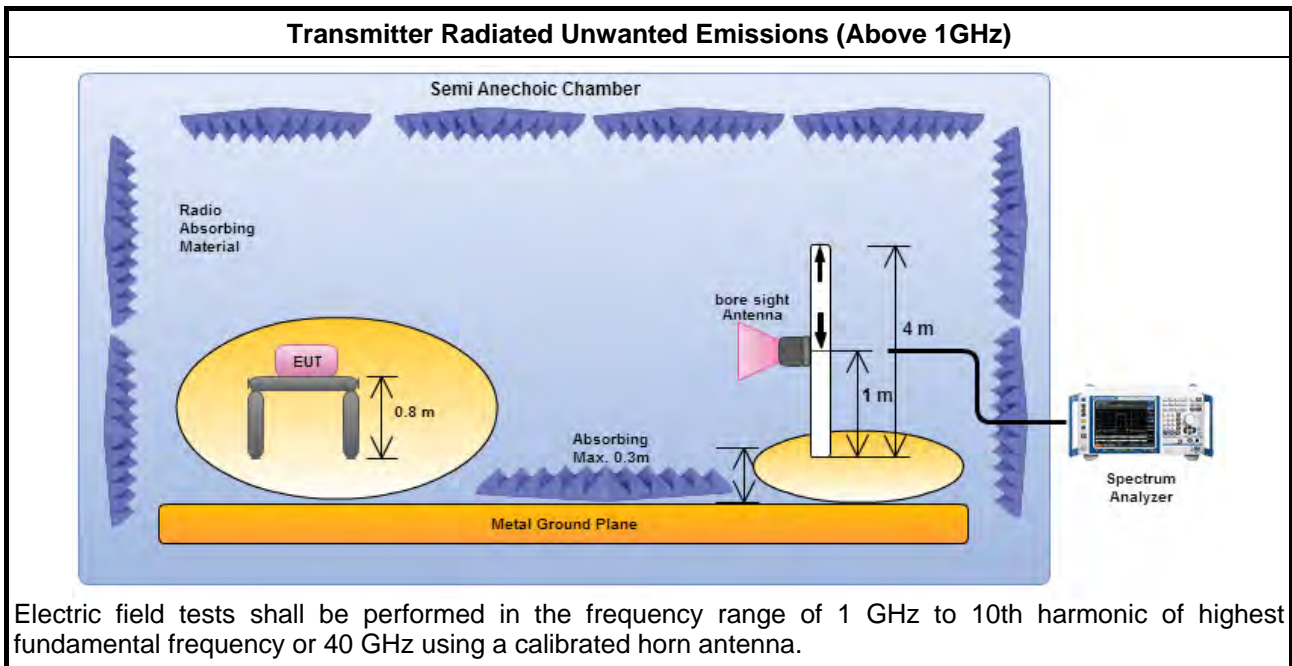 Transmitter Radiated Unwanted Emissions (Above 1GHz)
Semi Anechoic Chamber
Radio
Absorbing
Material
bore sight
Antenna
4 m
EUT
1 m
0.8 m
Absorbing
Max. 0.3m
Spectrum
Analyzer
Metal Ground Plane
Electric field tests shall be performed in the frequency range of 1 GHz to 10th harmonic of highest
fundamental frequency or 40 GHz using a calibrated horn antenna.